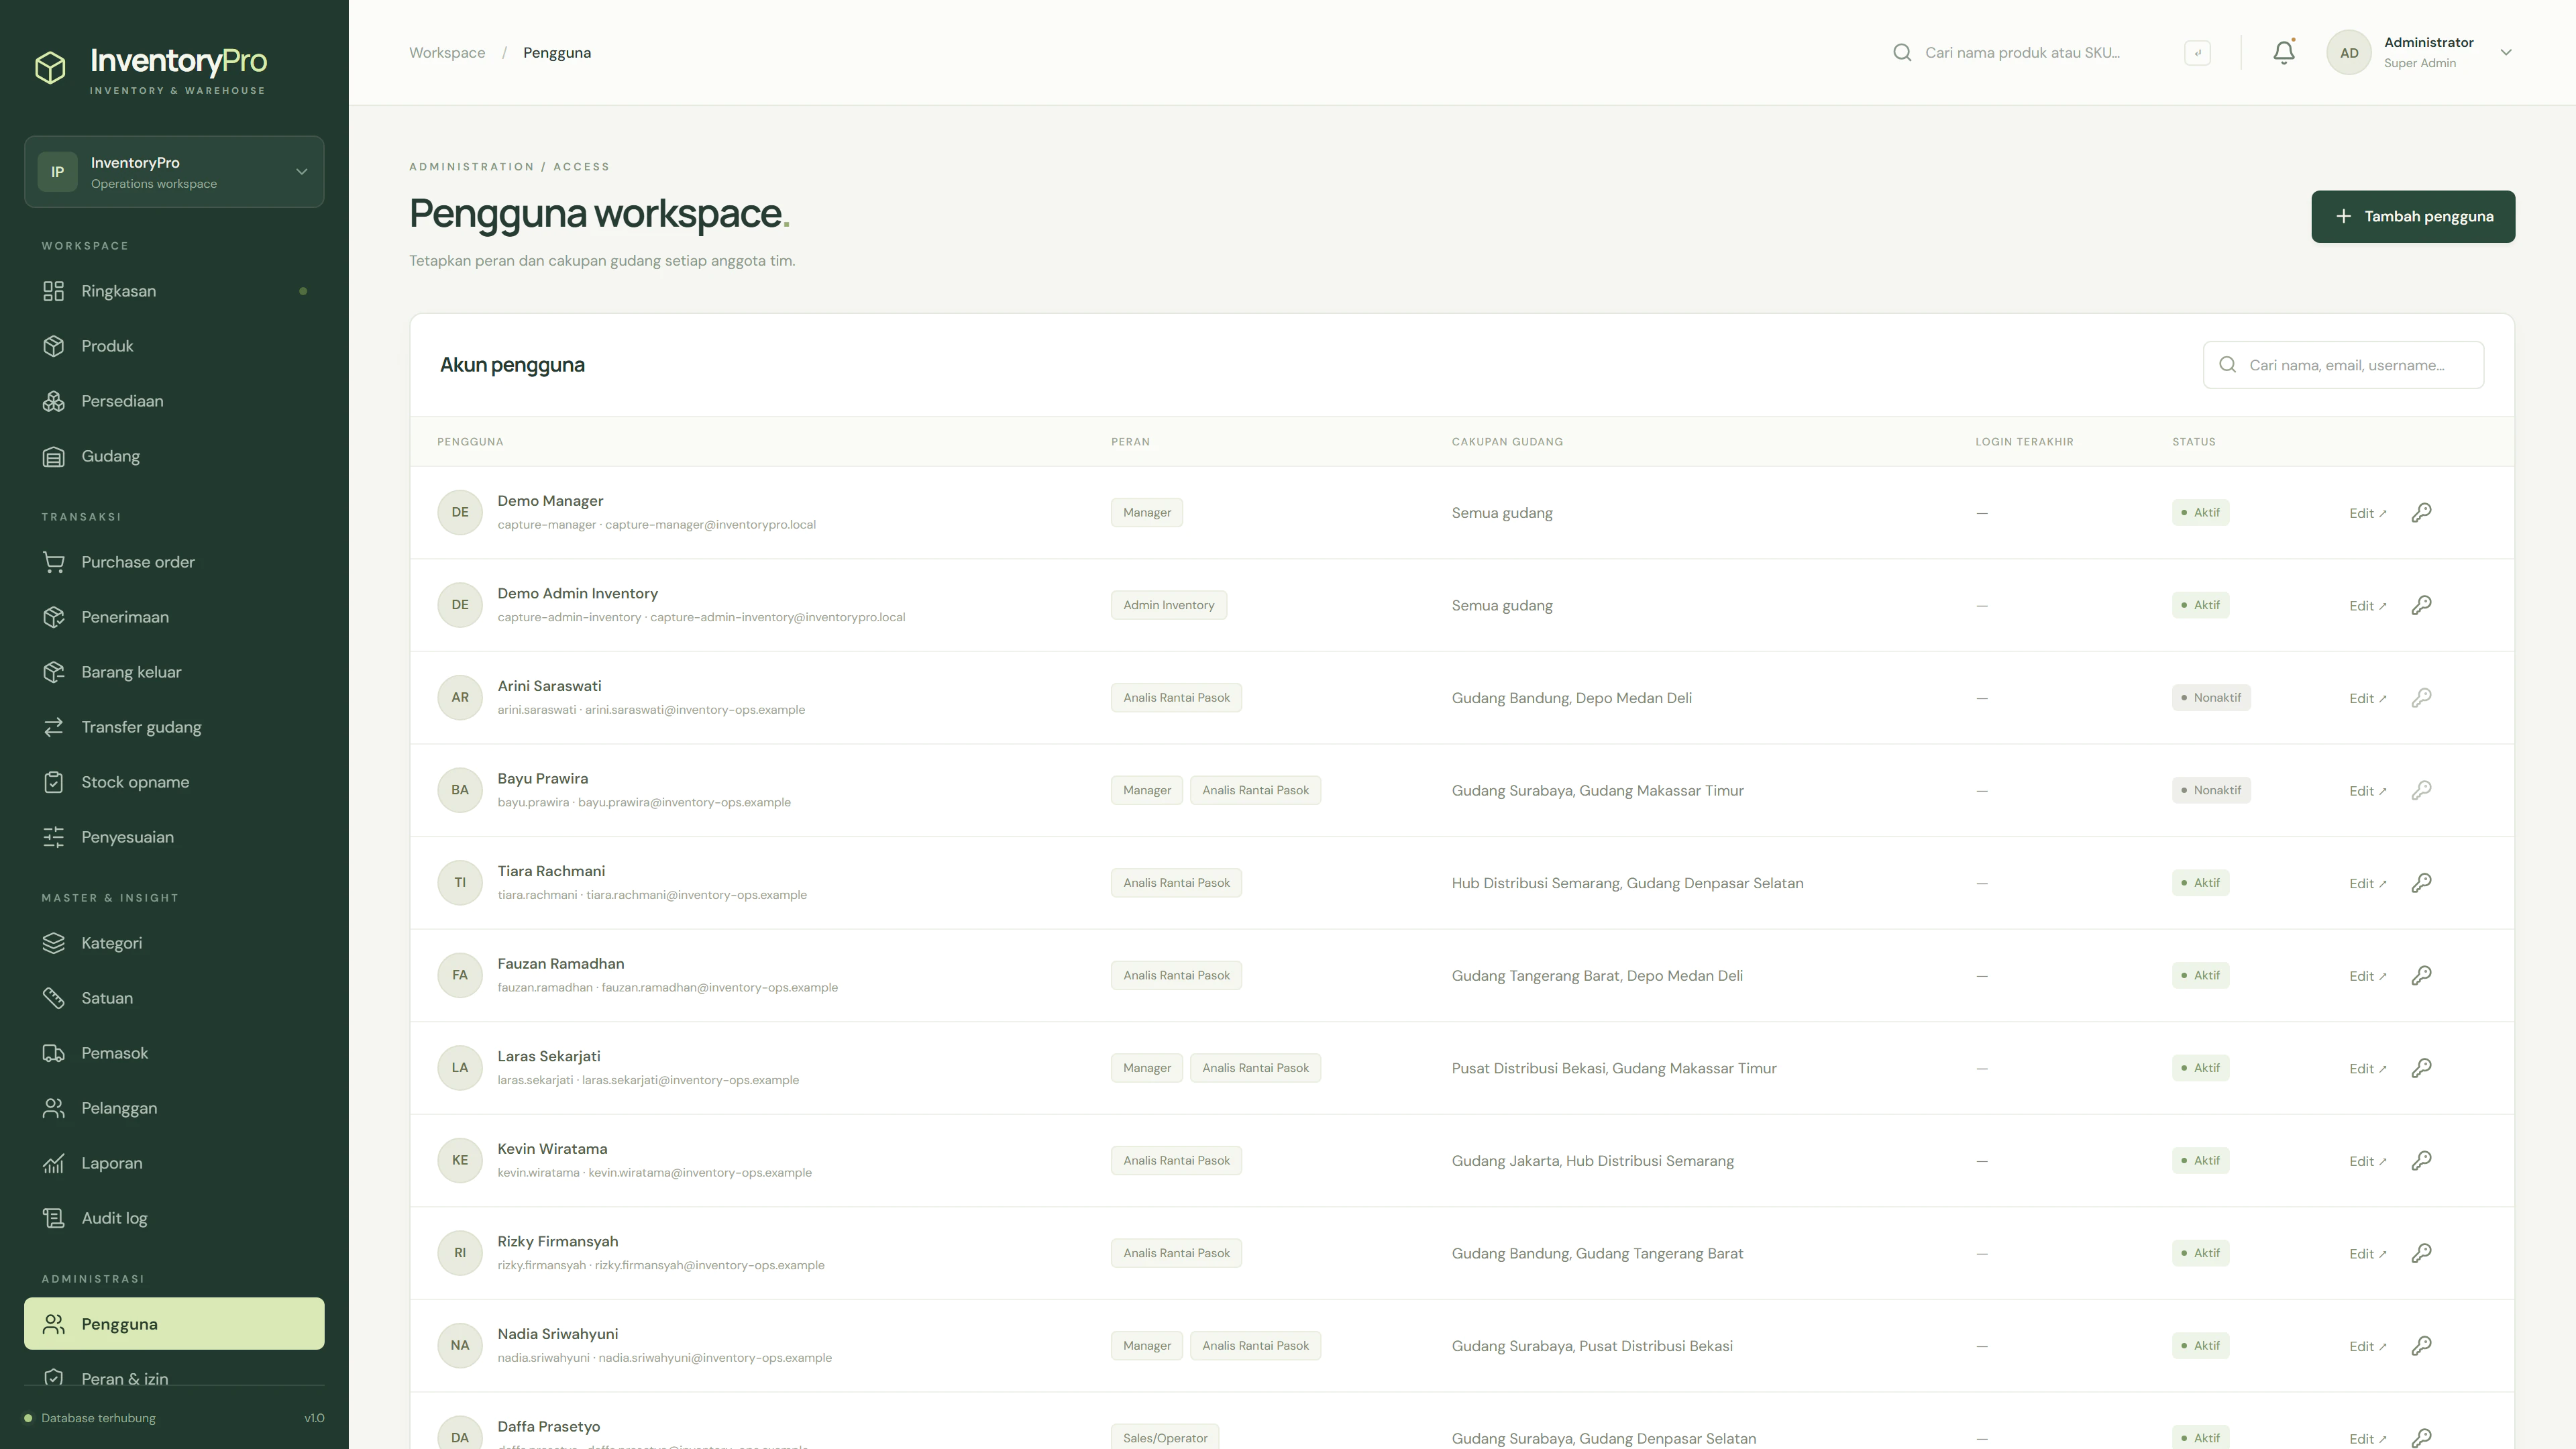 InventoryPro
INVENTORY & WAREHOUSE
IP
InventoryPro
Operations workspace
WORKSPACE
Ringkasan
Produk
Persediaan
Gudang
TRANSAKSI
Purchase order
Penerimaan
Barang keluar
Transfer gudang
Stock opname
Penyesuaian
MASTER & INSIGHT
Kategori
Satuan
Pemasok
Pelanggan
Laporan
Audit log
ADMINISTRASI
Pengguna
Peran & izin
Database terhubung v1.0
Workspace / Pengguna
Cari nama produk atau SKU...
AD
Administrator
Super Admin
ADMINISTRATION / ACCESS
Pengguna workspace.
Tetapkan peran dan cakupan gudang setiap anggota tim.
Tambah pengguna
Akun pengguna
Cari nama, email, username...
PENGGUNA PERAN CAKUPAN GUDANG LOGIN TERAKHIR STATUS
DE Demo Manager Manager Semua gudang — Aktif Edit ↗
capture-manager · capture-manager@inventorypro.local
DE Demo Admin Inventory Admin Inventory Semua gudang — Aktif Edit ↗
capture-admin-inventory · capture-admin-inventory@inventorypro.local
AR Arini Saraswati Analis Rantai Pasok Gudang Bandung, Depo Medan Deli — Nonaktif Edit ↗
arini.saraswati · arini.saraswati@inventory-ops.example
BA Bayu Prawira Manager Analis Rantai Pasok Gudang Surabaya, Gudang Makassar Timur — Nonaktif Edit ↗
bayu.prawira · bayu.prawira@inventory-ops.example
TI Tiara Rachmani Analis Rantai Pasok Hub Distribusi Semarang, Gudang Denpasar Selatan — Aktif Edit ↗
tiara.rachmani · tiara.rachmani@inventory-ops.example
FA Fauzan Ramadhan Analis Rantai Pasok Gudang Tangerang Barat, Depo Medan Deli — Aktif Edit ↗
fauzan.ramadhan · fauzan.ramadhan@inventory-ops.example
LA Laras Sekarjati Manager Analis Rantai Pasok Pusat Distribusi Bekasi, Gudang Makassar Timur — Aktif Edit ↗
laras.sekarjati · laras.sekarjati@inventory-ops.example
KE Kevin Wiratama Analis Rantai Pasok Gudang Jakarta, Hub Distribusi Semarang — Aktif Edit ↗
kevin.wiratama · kevin.wiratama@inventory-ops.example
RI Rizky Firmansyah Analis Rantai Pasok Gudang Bandung, Gudang Tangerang Barat — Aktif Edit ↗
rizky.firmansyah · rizky.firmansyah@inventory-ops.example
NA Nadia Sriwahyuni Manager Analis Rantai Pasok Gudang Surabaya, Pusat Distribusi Bekasi — Aktif Edit ↗
nadia.sriwahyuni · nadia.sriwahyuni@inventory-ops.example
DA Daffa Prasetyo Sales/Operator Gudang Surabaya, Gudang Denpasar Selatan — Aktif Edit ↗